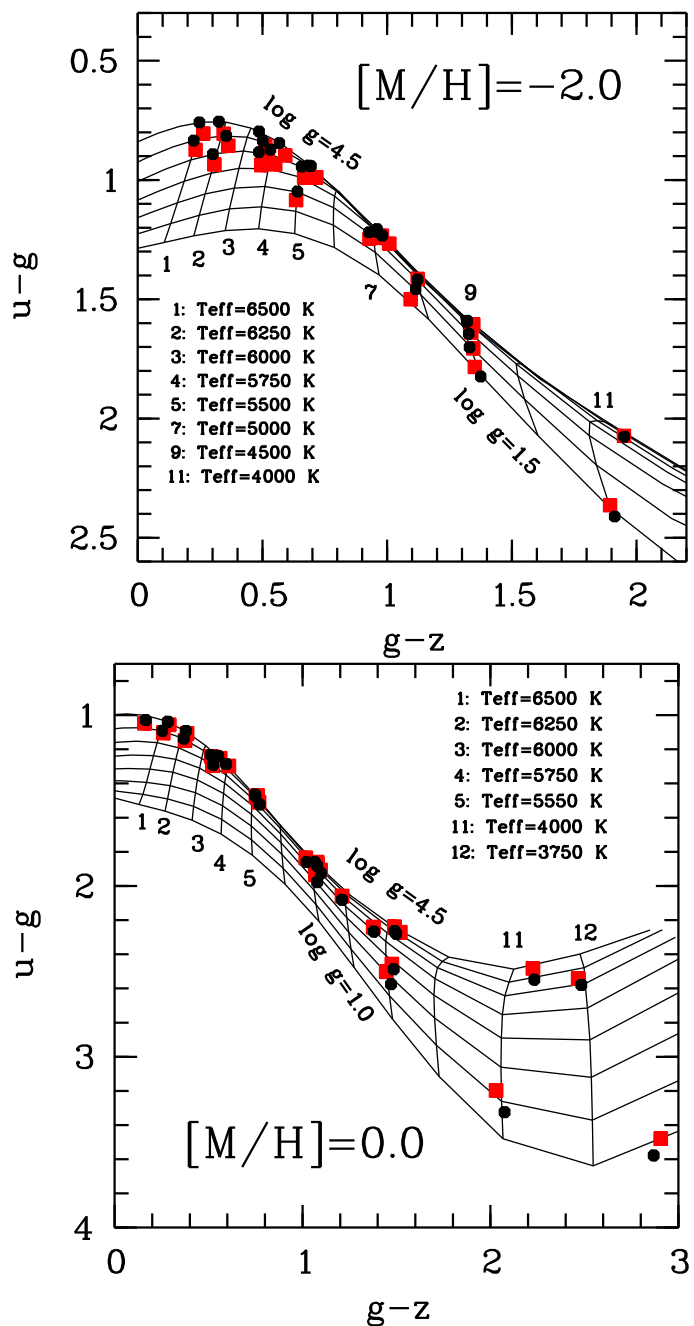 [M/H]=−2.0
log g=4.5
0.5
1
1.5
2
2.5
u−g
1
2
3
4
5
7
9
11
1: Teff=6500 K
2: Teff=6250 K
3: Teff=6000 K
4: Teff=5750 K
5: Teff=5500 K
7: Teff=5000 K
9: Teff=4500 K
11: Teff=4000 K
log g=1.5
0
0.5
1
1.5
2
g−z
1: Teff=6500 K
2: Teff=6250 K
3: Teff=6000 K
4: Teff=5750 K
5: Teff=5550 K
11: Teff=4000 K
12: Teff=3750 K
1
2
3
4
u−g
1
2
3
4
5
11
12
log g=4.5
log g=1.0
[M/H]=0.0
0
1
2
3
g−z